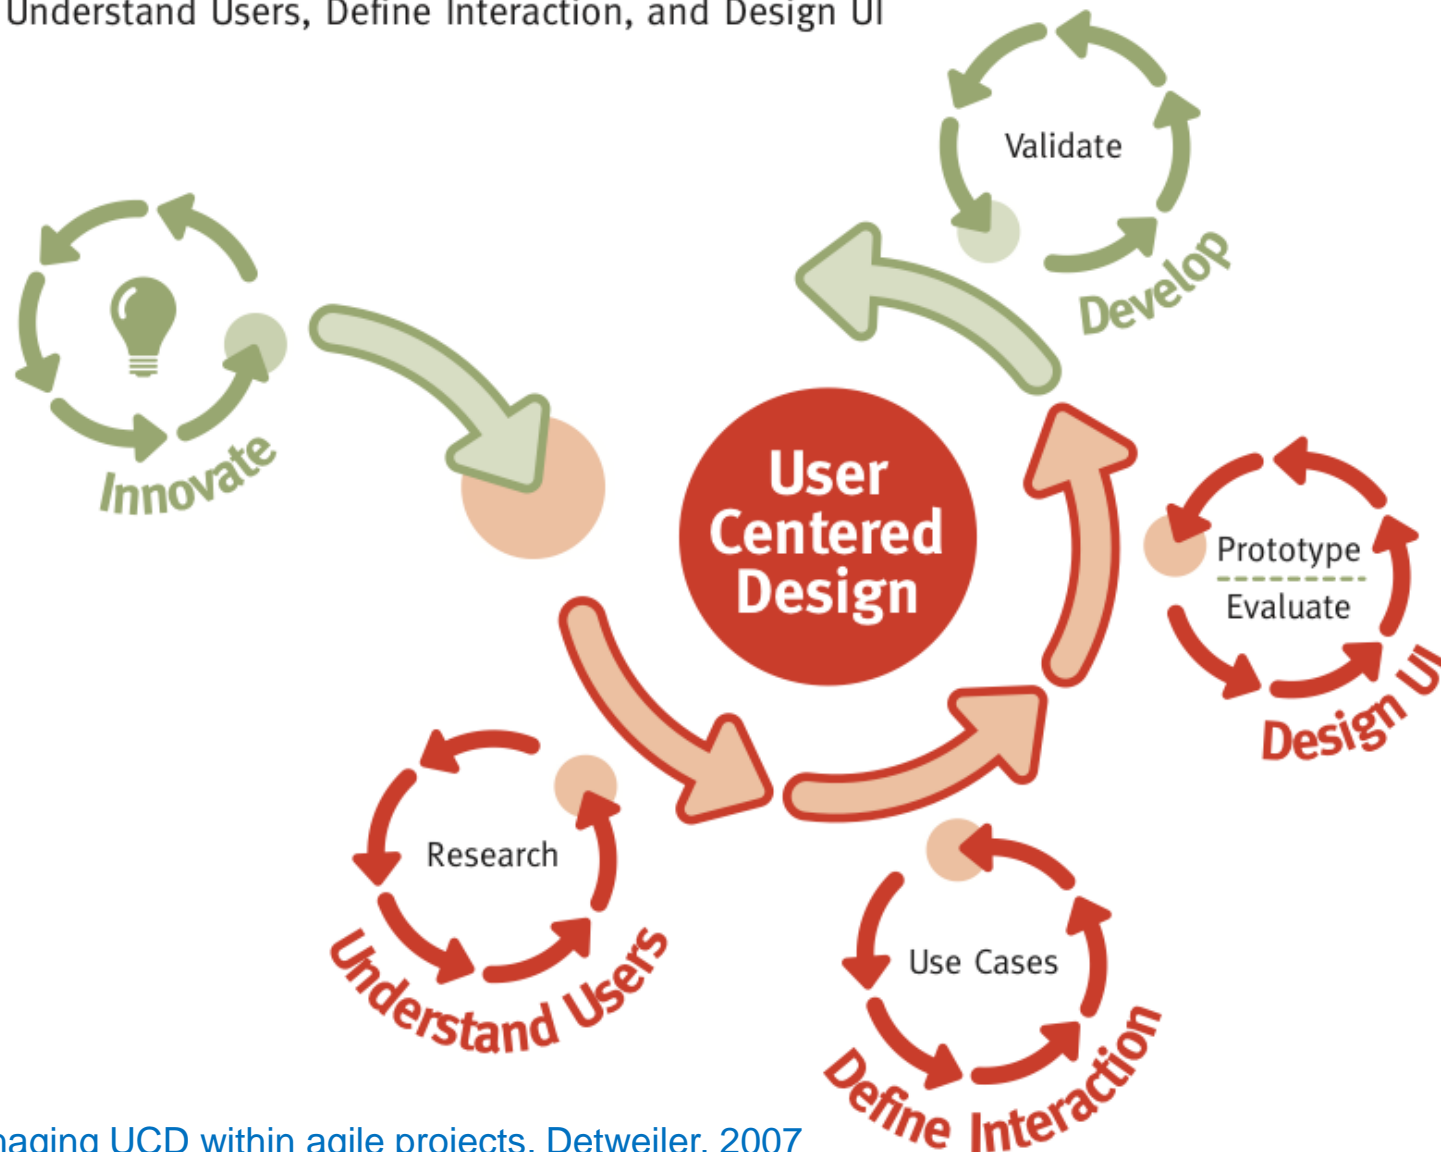 Understand Users, Define Interaction, and Design UI
Validate
Develop
Innovate
User
Centered
Design
Prototype
Evaluate
Design UI
Research
Understand Users
Use Cases
Define Interaction
naging UCD within agile projects. Detweiler. 2007